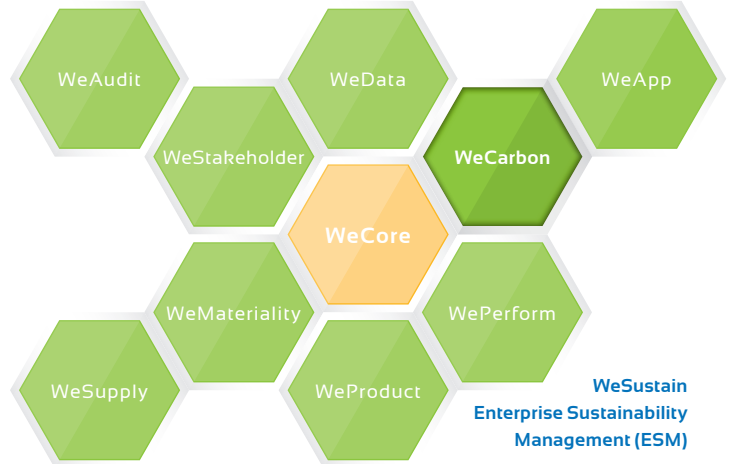 WeAudit
WeData
WeApp
WeStakeholder
WeCarbon
WeCore
WeMateriality
WePerform
WeSupply
WeProduct
WeSustain
Enterprise Sustainability
Management (ESM)